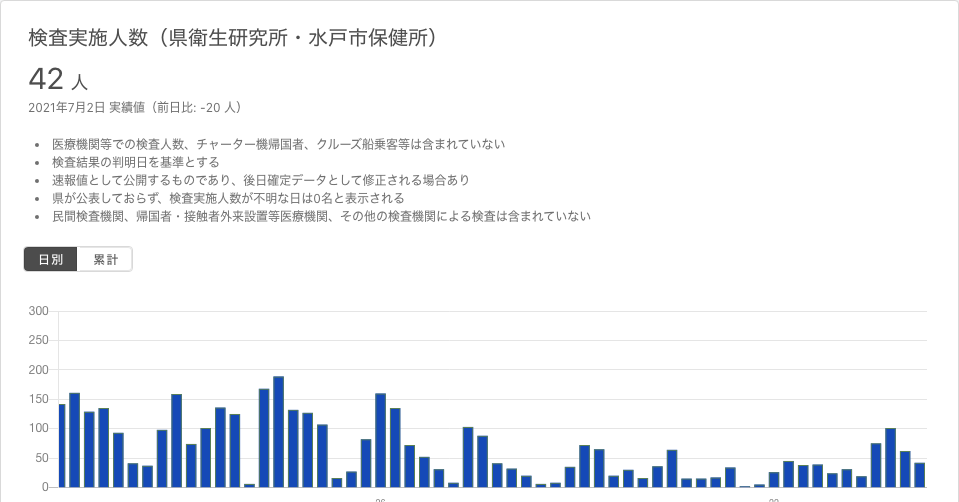 検査実施人数（県衛生研究所・水戸市保健所）
42 人
2021年7月2日 実績値（前日比: -20 人）
• 医療機関等での検査人数、チャーター機帰国者、クルーズ船乗客等は含まれていない
• 検査結果の判明日を基準とする
• 速報値として公開するものであり、後日確定データとして修正される場合あり
• 県が公表しておらず、検査実施人数が不明な日は0名と表示される
• 民間検査機関、帰国者・接触者外来設置等医療機関、その他の検査機関による検査は含まれていない
日別 累計
300
250
200
150
100
50
0